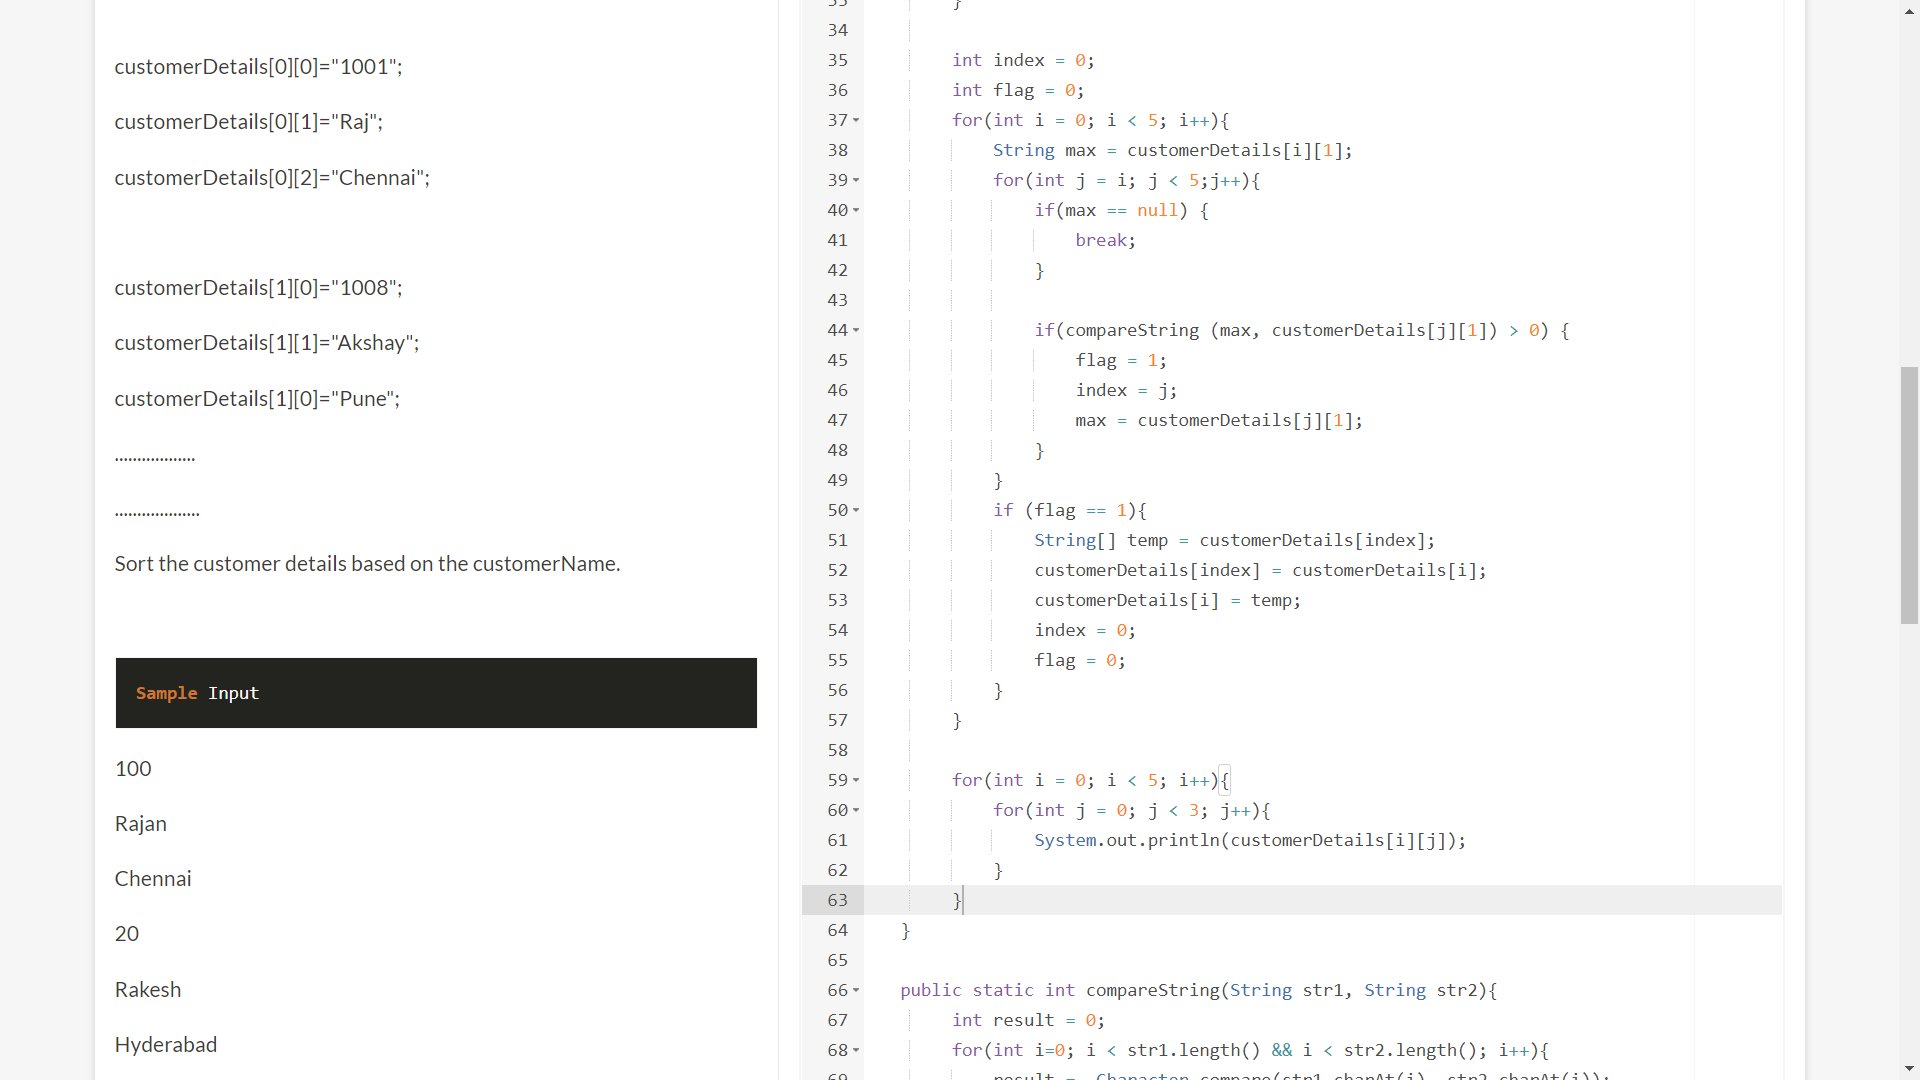 customerDetails[0][0]="1001";
customerDetails[0][1]="Raj";
customerDetails[0][2]="Chennai";
customerDetails[1][0]="1008";
customerDetails[1][1]="Akshay";
customerDetails[1][0]="Pune";
..................
...................
Sort the customer details based on the customerName.
Sample Input
100
Rajan
Chennai
20
Rakesh
Hyderabad
33 }
34
35 int index = 0;
36 int flag = 0;
37 for(int i = 0; i < 5; i++){
38 String max = customerDetails[i][1];
39 for(int j = i; j < 5;j++){
40 if(max == null) {
41 break;
42 }
43
44 if(compareString (max, customerDetails[j][1]) > 0) {
45 flag = 1;
46 index = j;
47 max = customerDetails[j][1];
48 }
49 }
50 if (flag == 1){
51 String[] temp = customerDetails[index];
52 customerDetails[index] = customerDetails[i];
53 customerDetails[i] = temp;
54 index = 0;
55 flag = 0;
56 }
57 }
58
59 for(int i = 0; i < 5; i++){
60 for(int j = 0; j < 3; j++){
61 System.out.println(customerDetails[i][j]);
62 }
63 }
64 }
65
66 public static int compareString(String str1, String str2){
67 int result = 0;
68 for(int i=0; i < str1.length() && i < str2.length(); i++){
69 result = Character.compare(str1.charAt(i), str2.charAt(i));